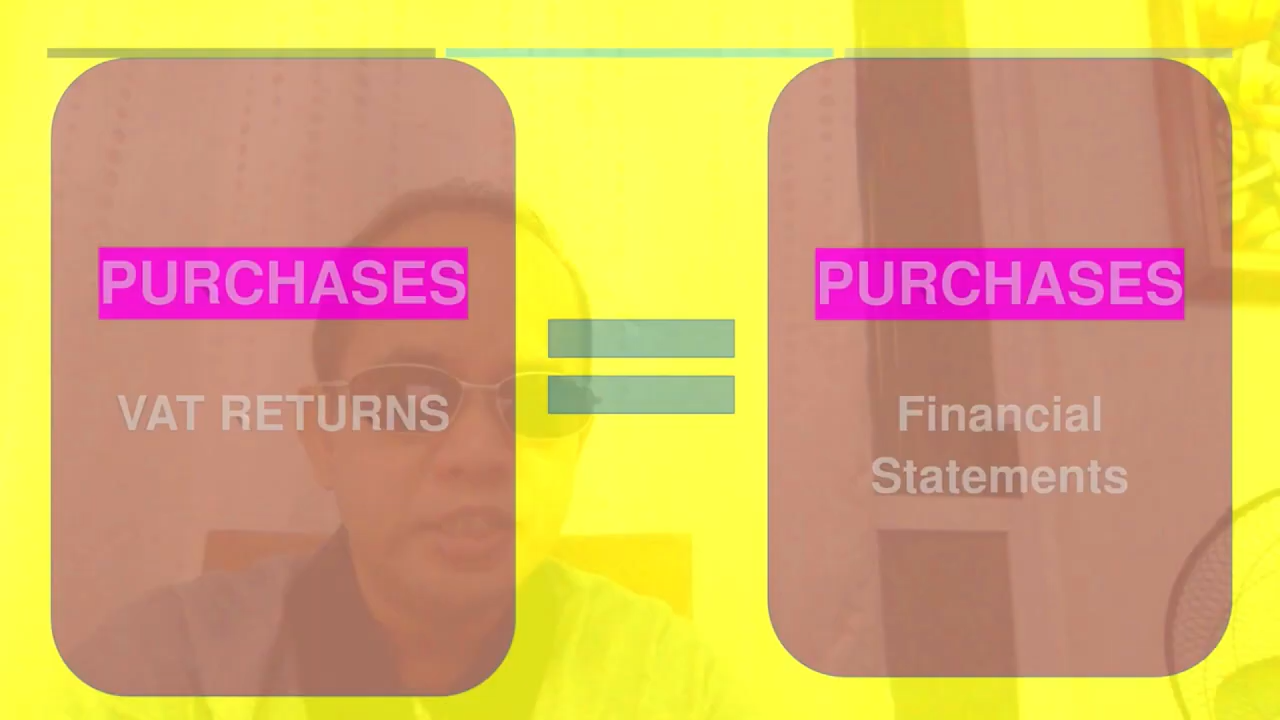 PURCHASES
VAT RETURNS
PURCHASES
Financial
Statements